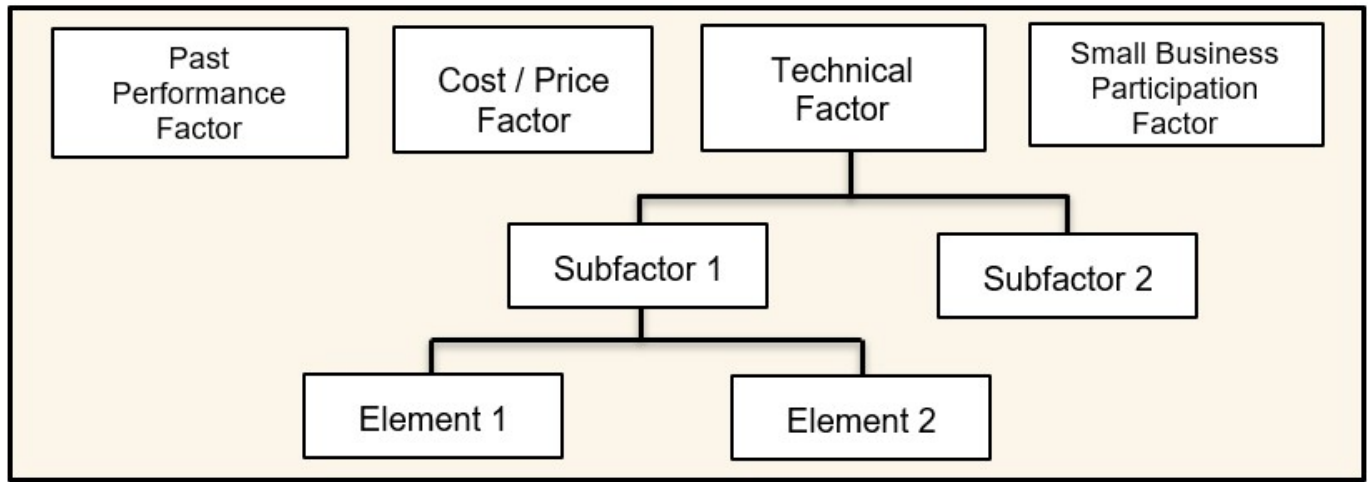 Past
Performance
Factor
Cost / Price
Factor
Technical
Factor
Small Business
Participation
Factor
Subfactor 1
Subfactor 2
Element 1
Element 2